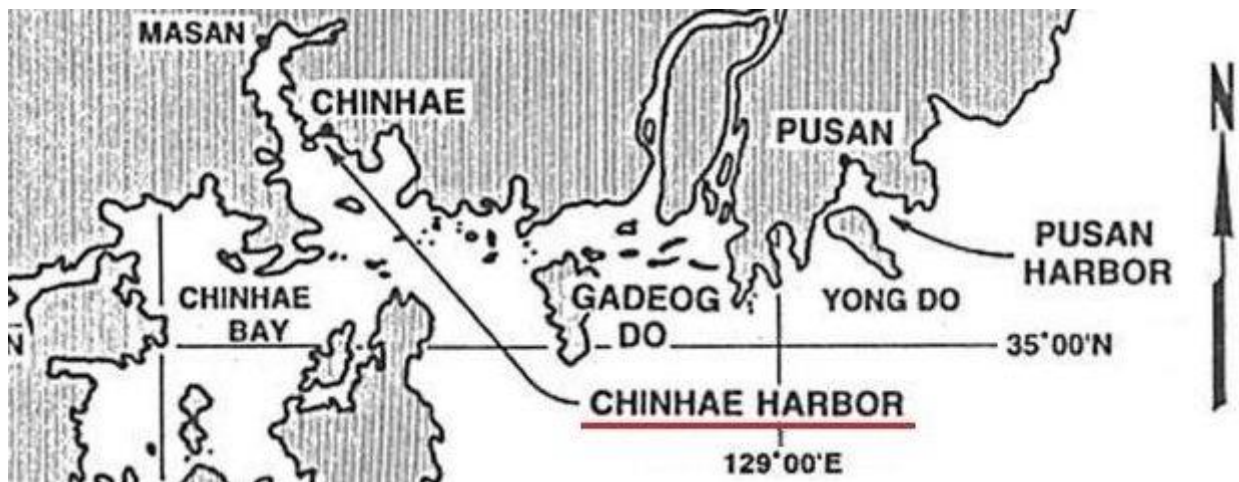 MASAN
CHINHAE
PUSAN
N
PUSAN
HARBOR
CHINHAE
BAY
GADEOG
DO
YONG DO
35°00'N
CHINHAE HARBOR
129°00'E